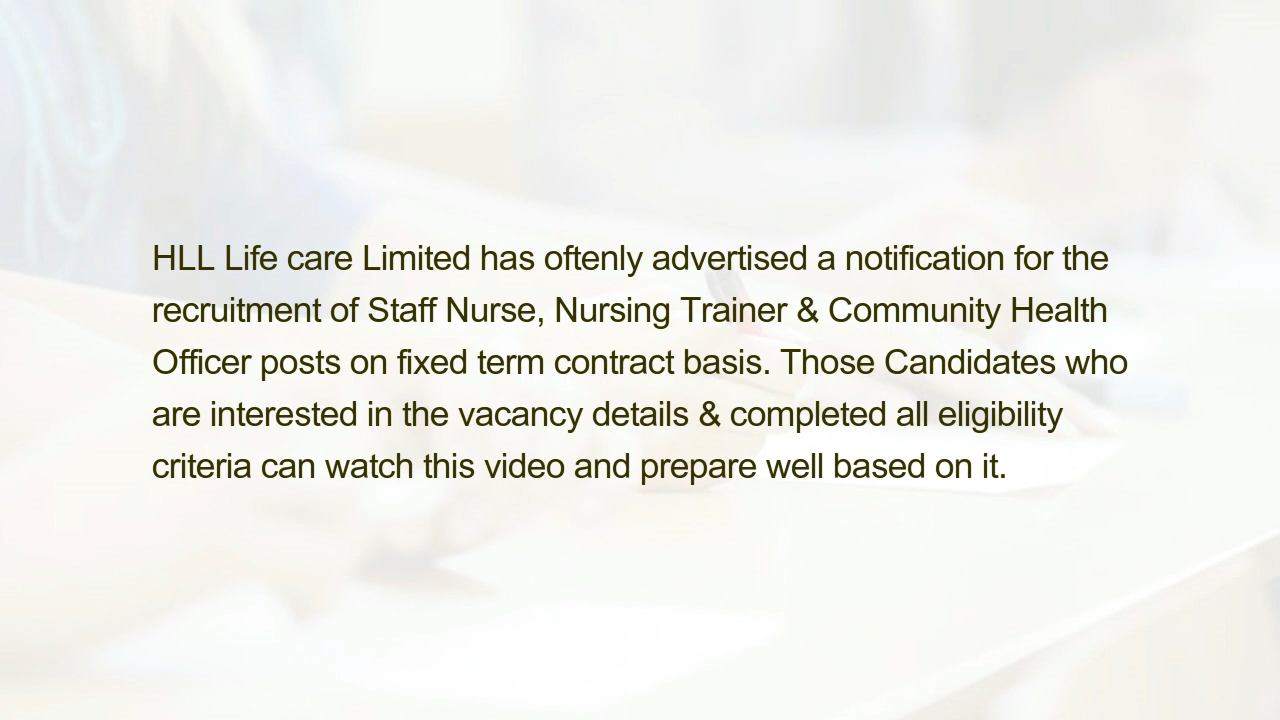 HLL Life care Limited has oftenly advertised a notification for the
recruitment of Staff Nurse, Nursing Trainer & Community Health
Officer posts on fixed term contract basis. Those Candidates who
are interested in the vacancy details & completed all eligibility
criteria can watch this video and prepare well based on it.